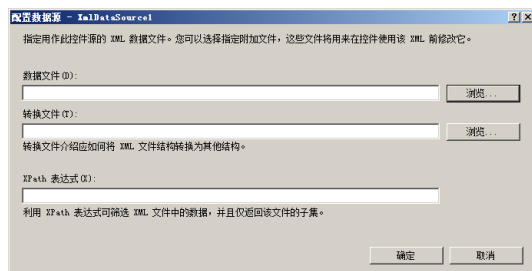 配置数据源 - XmlDataSource1
指定用作此控件源的 XML 数据文件。您可以选择指定附加文件，这些文件将用来在控件使用该 XML 前修改它。
数据文件(D):
浏览...
转换文件(T):
浏览...
转换文件介绍应如何将 XML 文件结构转换为其他结构。
XPath 表达式(X):
利用 XPath 表达式可筛选 XML 文件中的数据，并且仅返回该文件的子集。
确定 取消